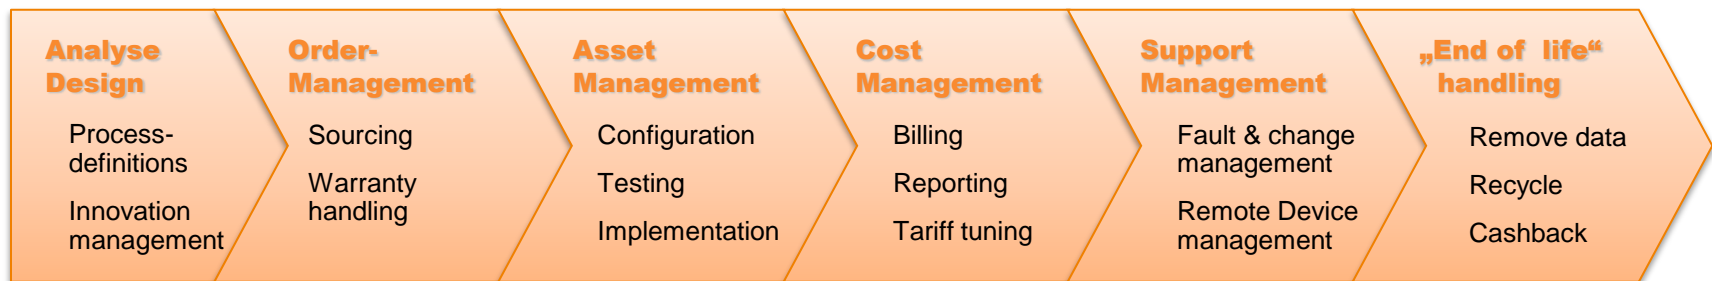 Analyse
Design
Process-
definitions
Innovation
management
Order-
Management
Sourcing
Warranty
handling
Asset
Management
Configuration
Testing
Implementation
Cost
Management
Billing
Reporting
Tariff tuning
Support
Management
Fault & change
management
Remote Device
management
„End of life“
handling
Remove data
Recycle
Cashback